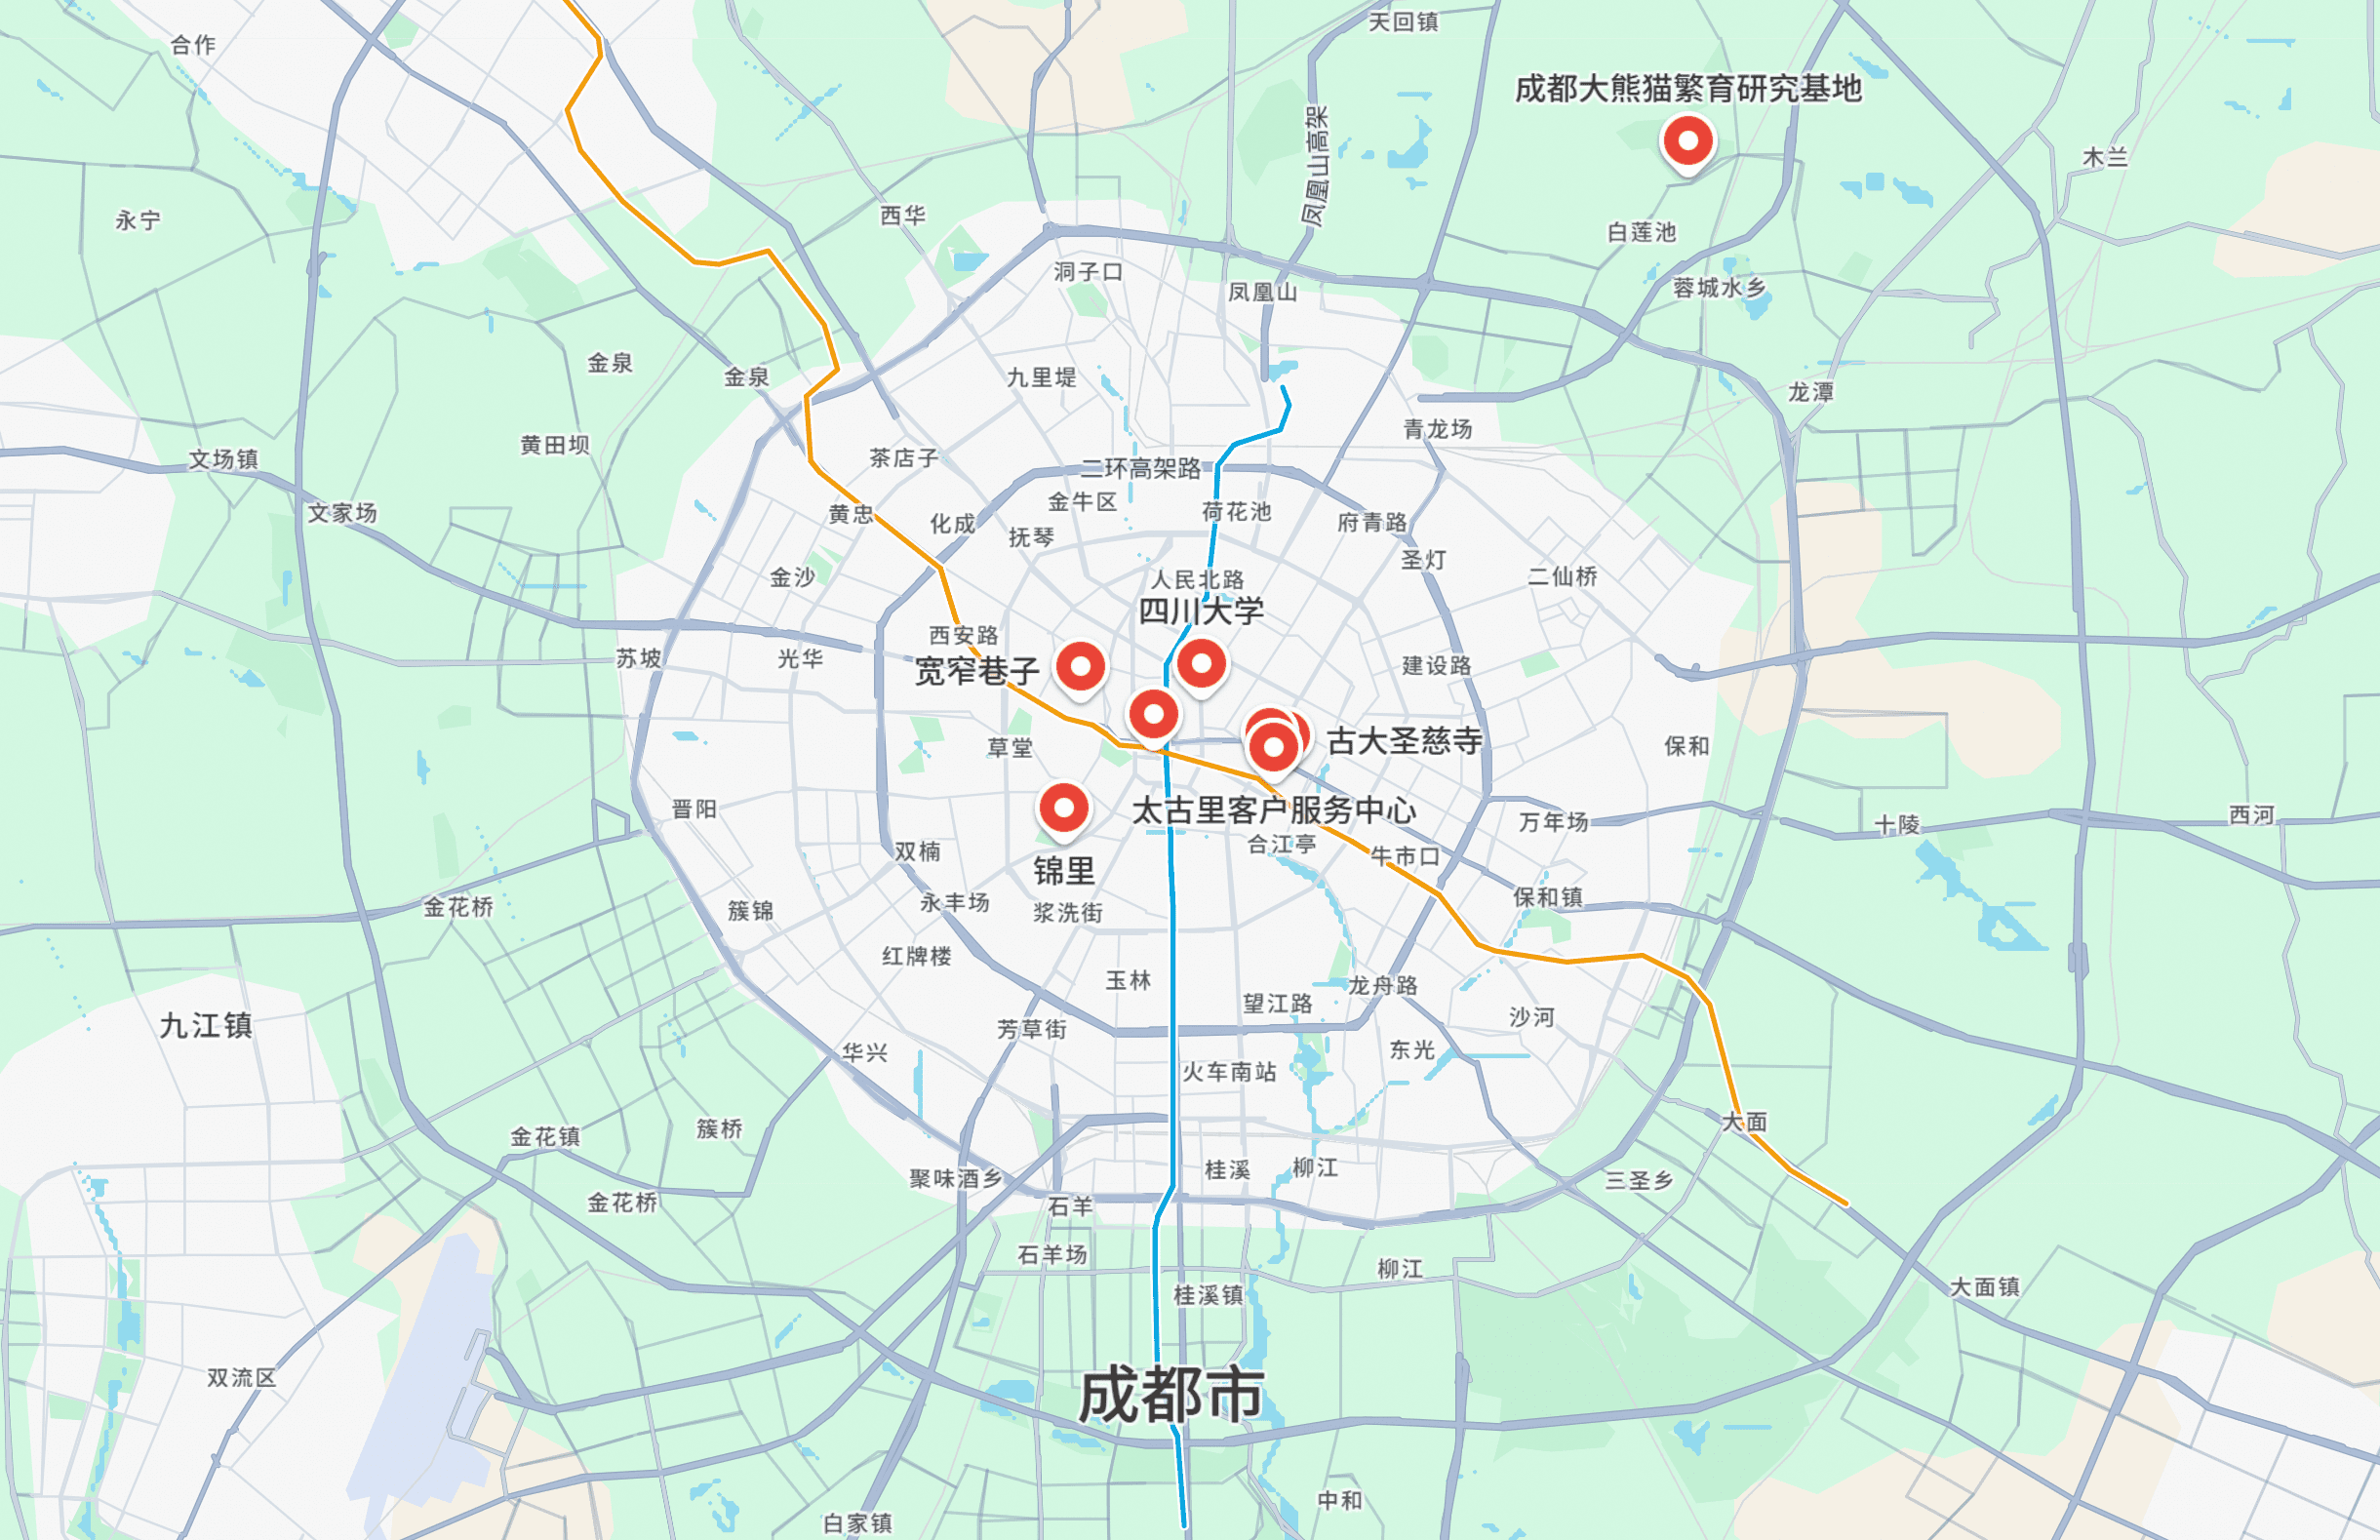 天回镇
合作
成都大熊猫繁育研究基地
凤凰山高架
木兰
永宁
西华
白莲池
洞子口
凤凰山
蓉城水乡
金泉
金泉
九里堤
龙潭
青龙场
黄田坝
文场镇
茶店子
二环高架路
金牛区
文家场
黄忠
化成
荷花池
府青路
抚琴
圣灯
金沙
人民北路
二仙桥
四川大学
西安路
苏坡
光华
宽窄巷子
建设路
草堂
古大圣慈寺
保和
晋阳
太古里客户服务中心
万年场
十陵
西河
合江亭
双楠
牛市口
锦里
金花桥
簇锦
永丰场
浆洗街
保和镇
红牌楼
玉林
龙舟路
望江路
九江镇
芳草街
沙河
华兴
东光
火车南站
大面
金花镇
簇桥
聚味酒乡
桂溪
柳江
三圣乡
金花桥
石羊
石羊场
柳江
桂溪镇
大面镇
双流区
成都市
中和
白家镇